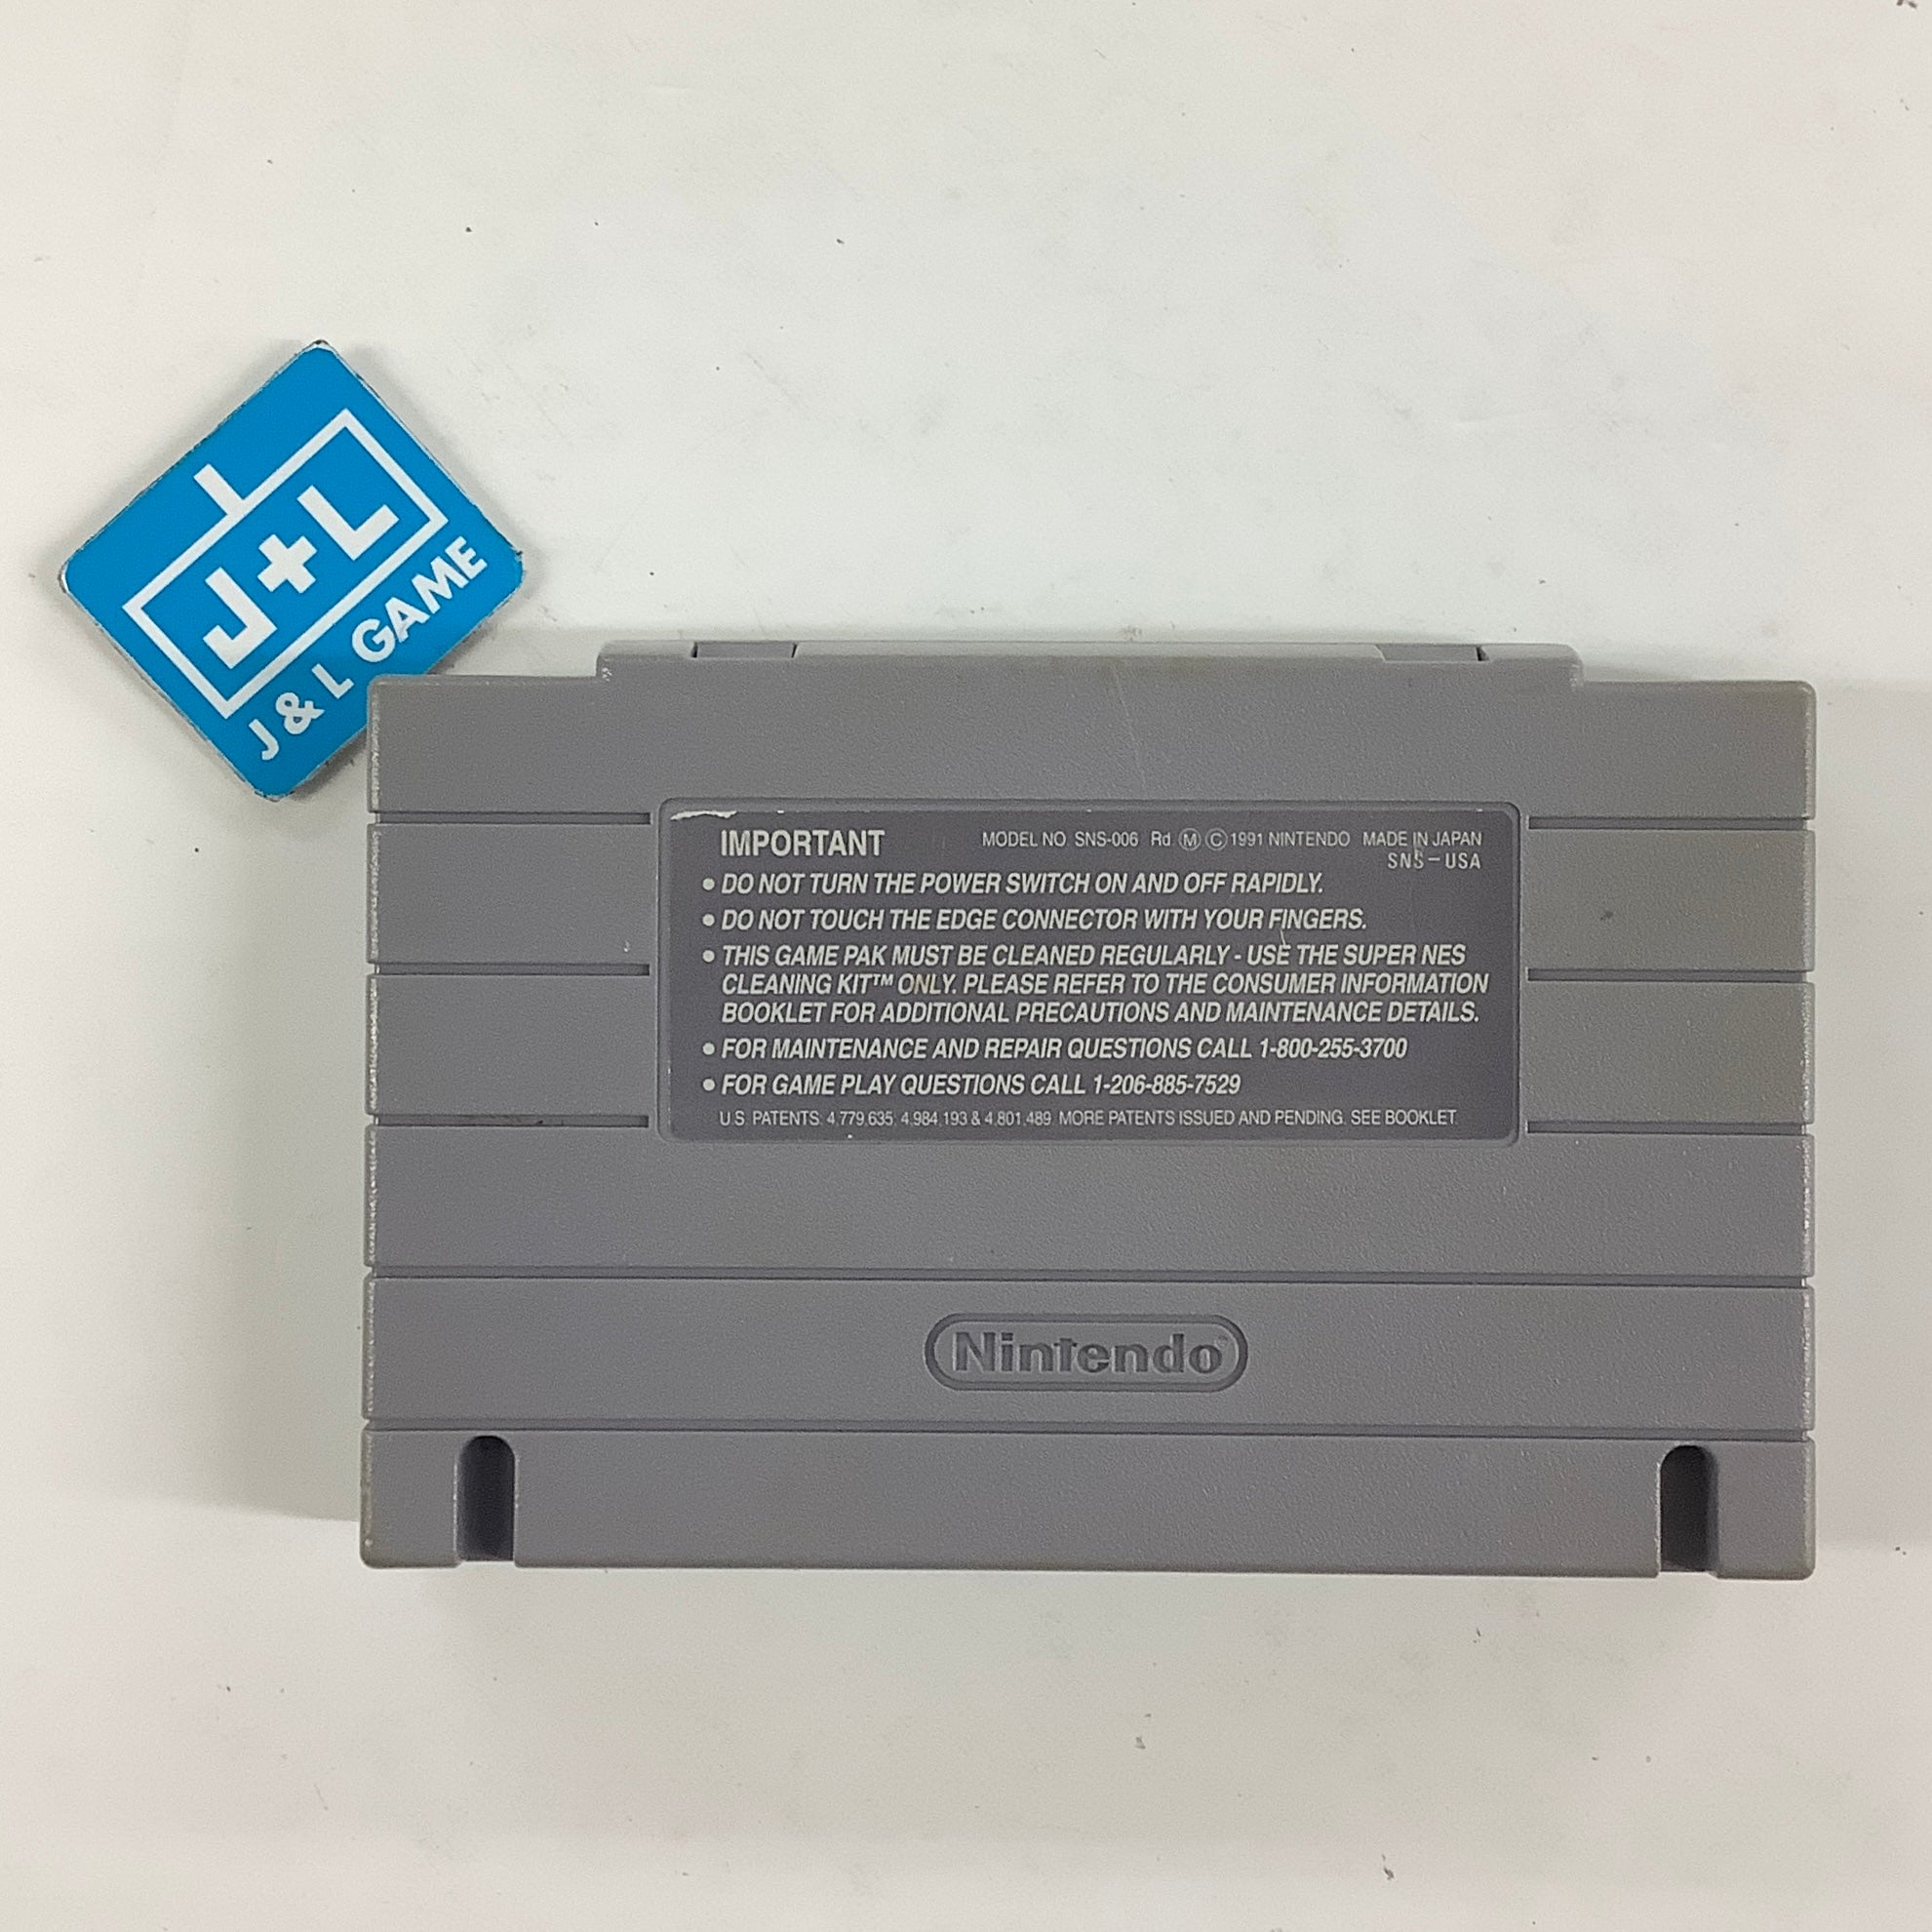 J+L
J & L GAME
IMPORTANT MODEL NO SNS-006 Rd Ⓜ Ⓒ 1991 NINTENDO MADE IN JAPAN
SNS-USA
• DO NOT TURN THE POWER SWITCH ON AND OFF RAPIDLY.
• DO NOT TOUCH THE EDGE CONNECTOR WITH YOUR FINGERS.
• THIS GAME PAK MUST BE CLEANED REGULARLY - USE THE SUPER NES
CLEANING KIT™ ONLY. PLEASE REFER TO THE CONSUMER INFORMATION
BOOKLET FOR ADDITIONAL PRECAUTIONS AND MAINTENANCE DETAILS.
• FOR MAINTENANCE AND REPAIR QUESTIONS CALL 1-800-255-3700
• FOR GAME PLAY QUESTIONS CALL 1-206-885-7529
U.S. PATENTS: 4,779,635, 4,984,193 & 4,801,489 MORE PATENTS ISSUED AND PENDING. SEE BOOKLET.
Nintendo